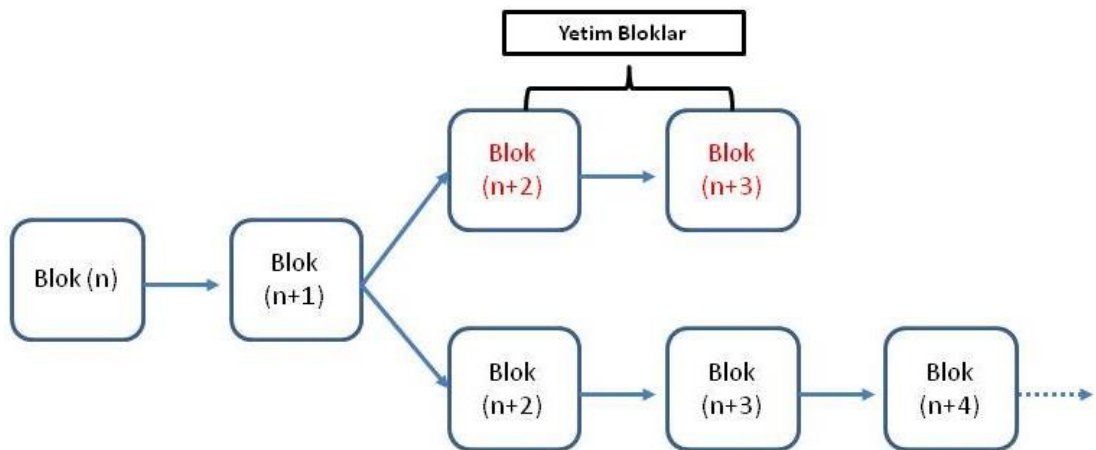 Yetim Bloklar
Blok
(n+2)
Blok
(n+3)
Blok (n)
Blok
(n+1)
Blok
(n+2)
Blok
(n+3)
Blok
(n+4)